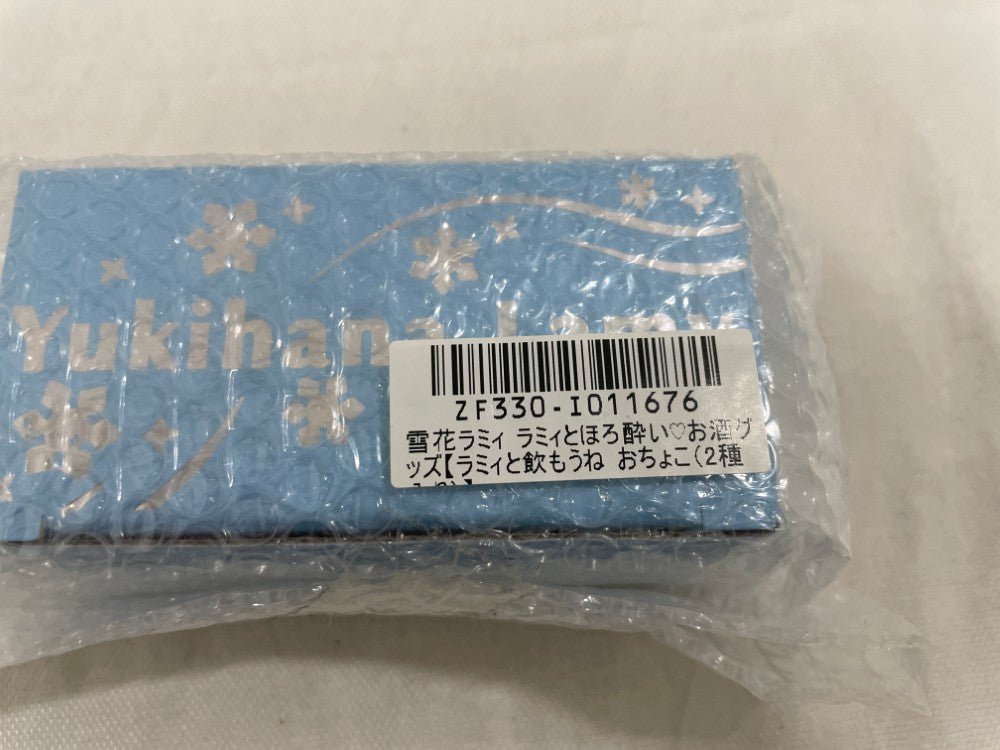 Yukihana Lamy
ZF330-I011676
雪花ラミィ ラミィとほろ酔い♡お酒グ
ッズ【ラミィと飲もうね おちょこ(2種